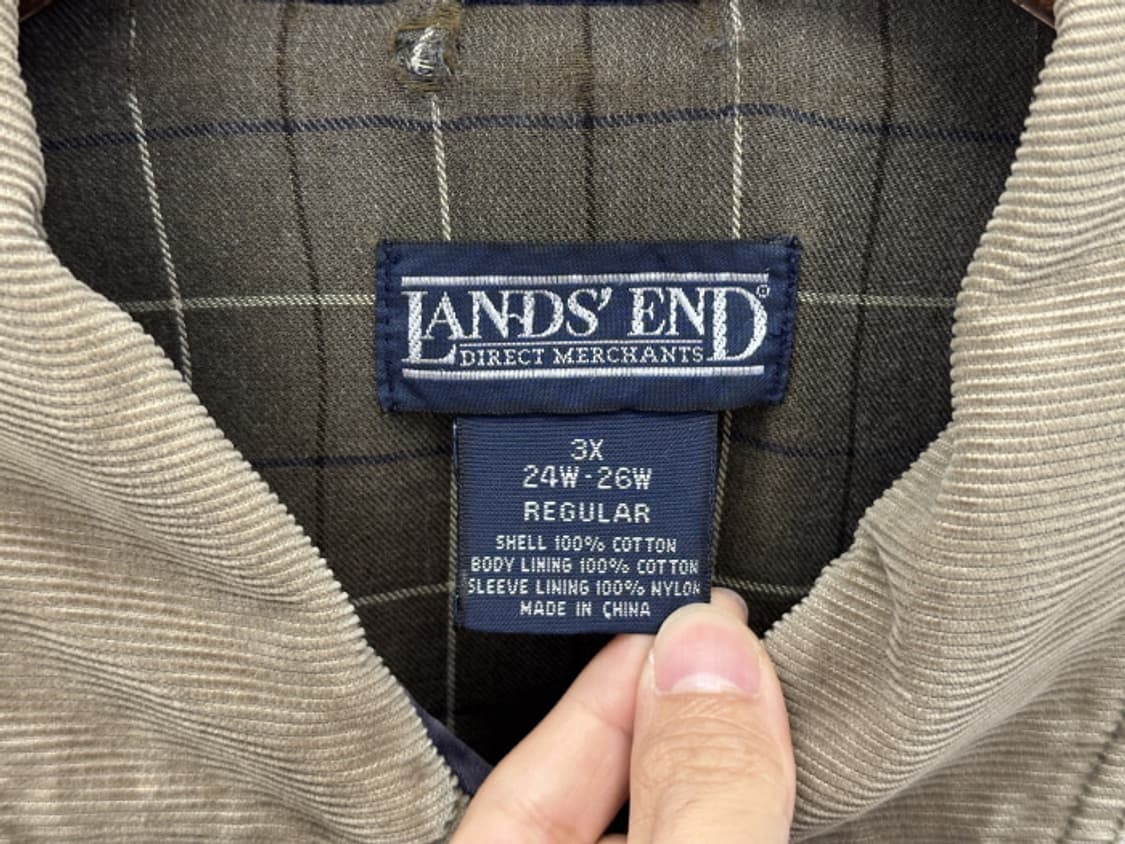 LANDS' END®
DIRECT MERCHANTS
3X
24W-26W
REGULAR
SHELL 100% COTTON
BODY LINING 100% COTTON
SLEEVE LINING 100% NYLON
MADE IN CHINA